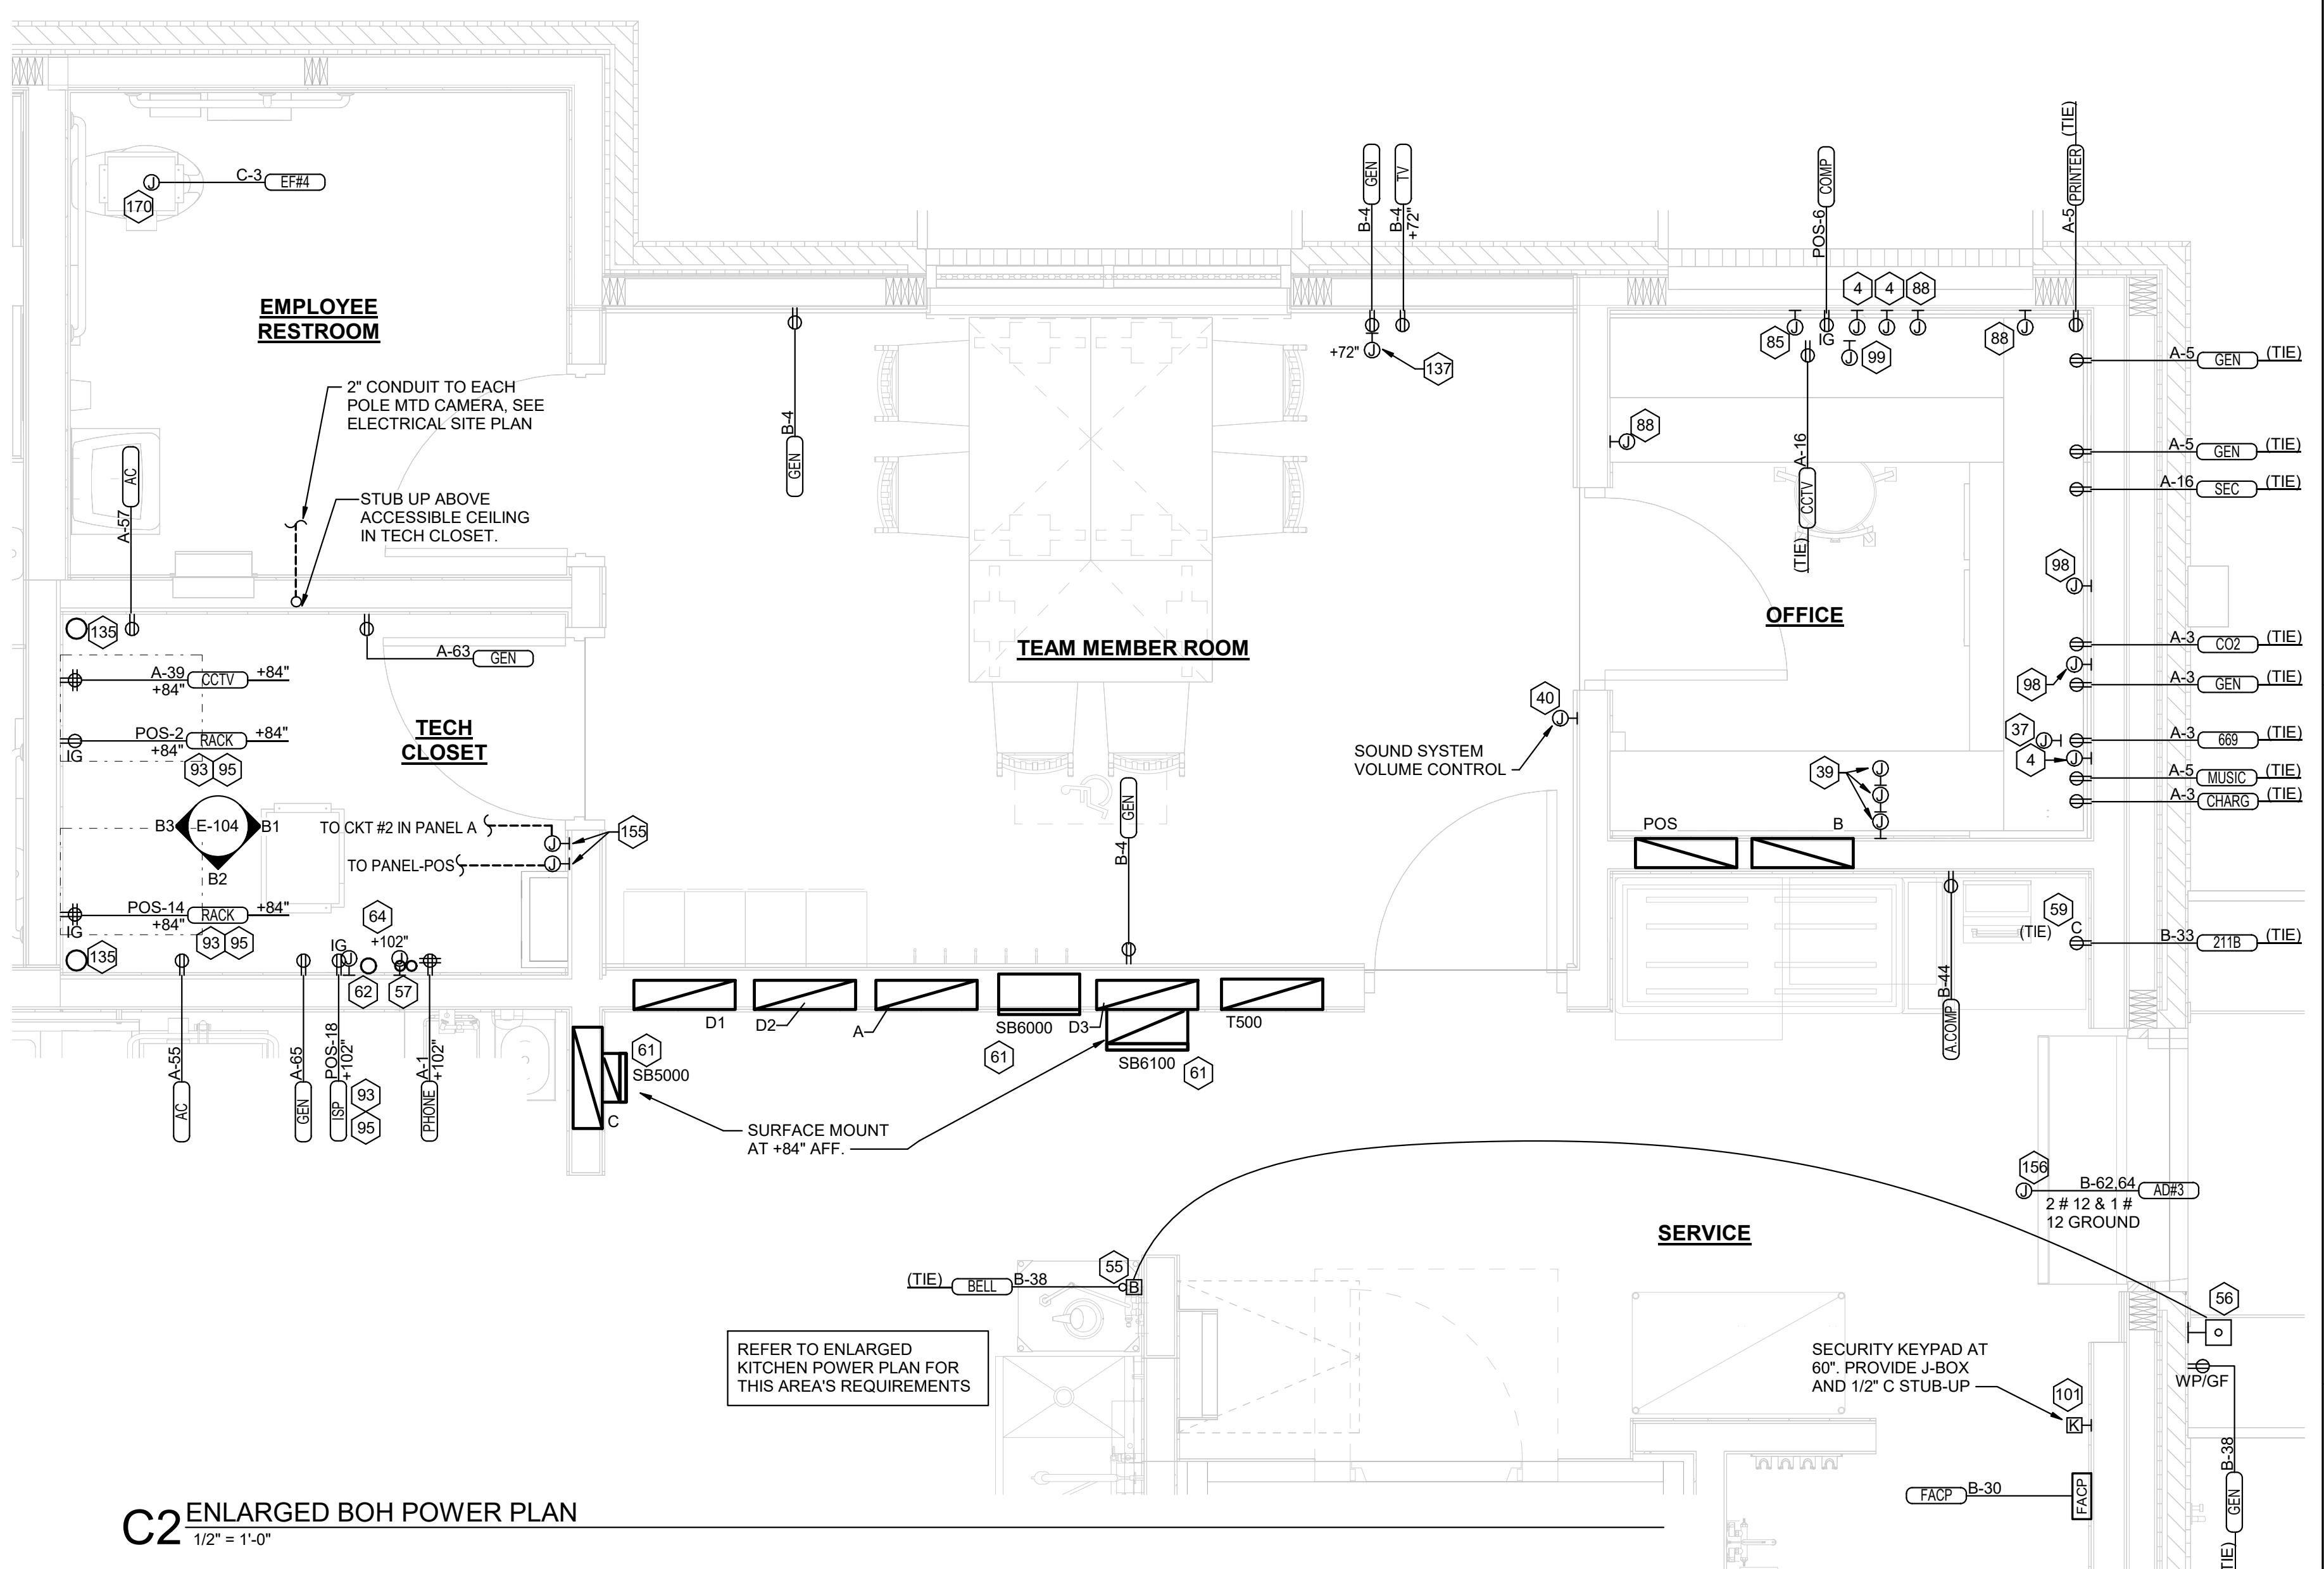 C-3
EF#4
J
170
EMPLOYEE
RESTROOM
2" CONDUIT TO EACH
POLE MTD CAMERA, SEE
ELECTRICAL SITE PLAN
STUB UP ABOVE
ACCESSIBLE CEILING
IN TECH CLOSET.
AC
A-57
135
A-63
GEN
A-39
CCTV
+84"
+84"
POS-2
RACK
+84"
+84"
IG
93
95
TECH
CLOSET
B3
E-104
B1
B2
TO CKT #2 IN PANEL A
J
155
TO PANEL-POS
J
POS-14
RACK
+84"
+84"
IG
93
95
135
64
+102"
IG
J
J
62
57
A-55
AC
A-65
GEN
POS-18
+102"
ISP
93
95
A-1
+102"
PHONE
B-4
GEN
GEN
B-4
TV
B-4
+72"
+72"
J
137
TEAM MEMBER ROOM
GEN
B-4
40
J
SOUND SYSTEM
VOLUME CONTROL
D1
D2
A
SB6000
61
D3
SB6100
61
T500
61
SB5000
C
SURFACE MOUNT
AT +84" AFF.
COMP
POS-6
(TIE)
PRINTER
A-5
4
4
88
85
J
IG
J
J
J
J
99
88
J
88
J
A-16
CCTV
(TIE)
OFFICE
A-5
GEN
(TIE)
A-5
GEN
(TIE)
A-16
SEC
(TIE)
98
J
A-3
CO2
(TIE)
J
98
A-3
GEN
(TIE)
37
J
A-3
669
(TIE)
4
J
A-5
MUSIC
(TIE)
A-3
CHARG
(TIE)
39
J
J
J
POS
B
59
C
(TIE)
B-33
211B
(TIE)
B-44
A.COMP
156
J
B-62,64
AD#3
2 # 12 & 1 #
12 GROUND
SERVICE
(TIE)
BELL
B-38
55
B
REFER TO ENLARGED
KITCHEN POWER PLAN FOR
THIS AREA'S REQUIREMENTS
56
WP/GF
B-38
GEN
(TIE)
SECURITY KEYPAD AT
60". PROVIDE J-BOX
AND 1/2" C STUB-UP
101
K
FACP
B-30
FACP
C2
ENLARGED BOH POWER PLAN
1/2" = 1'-0"